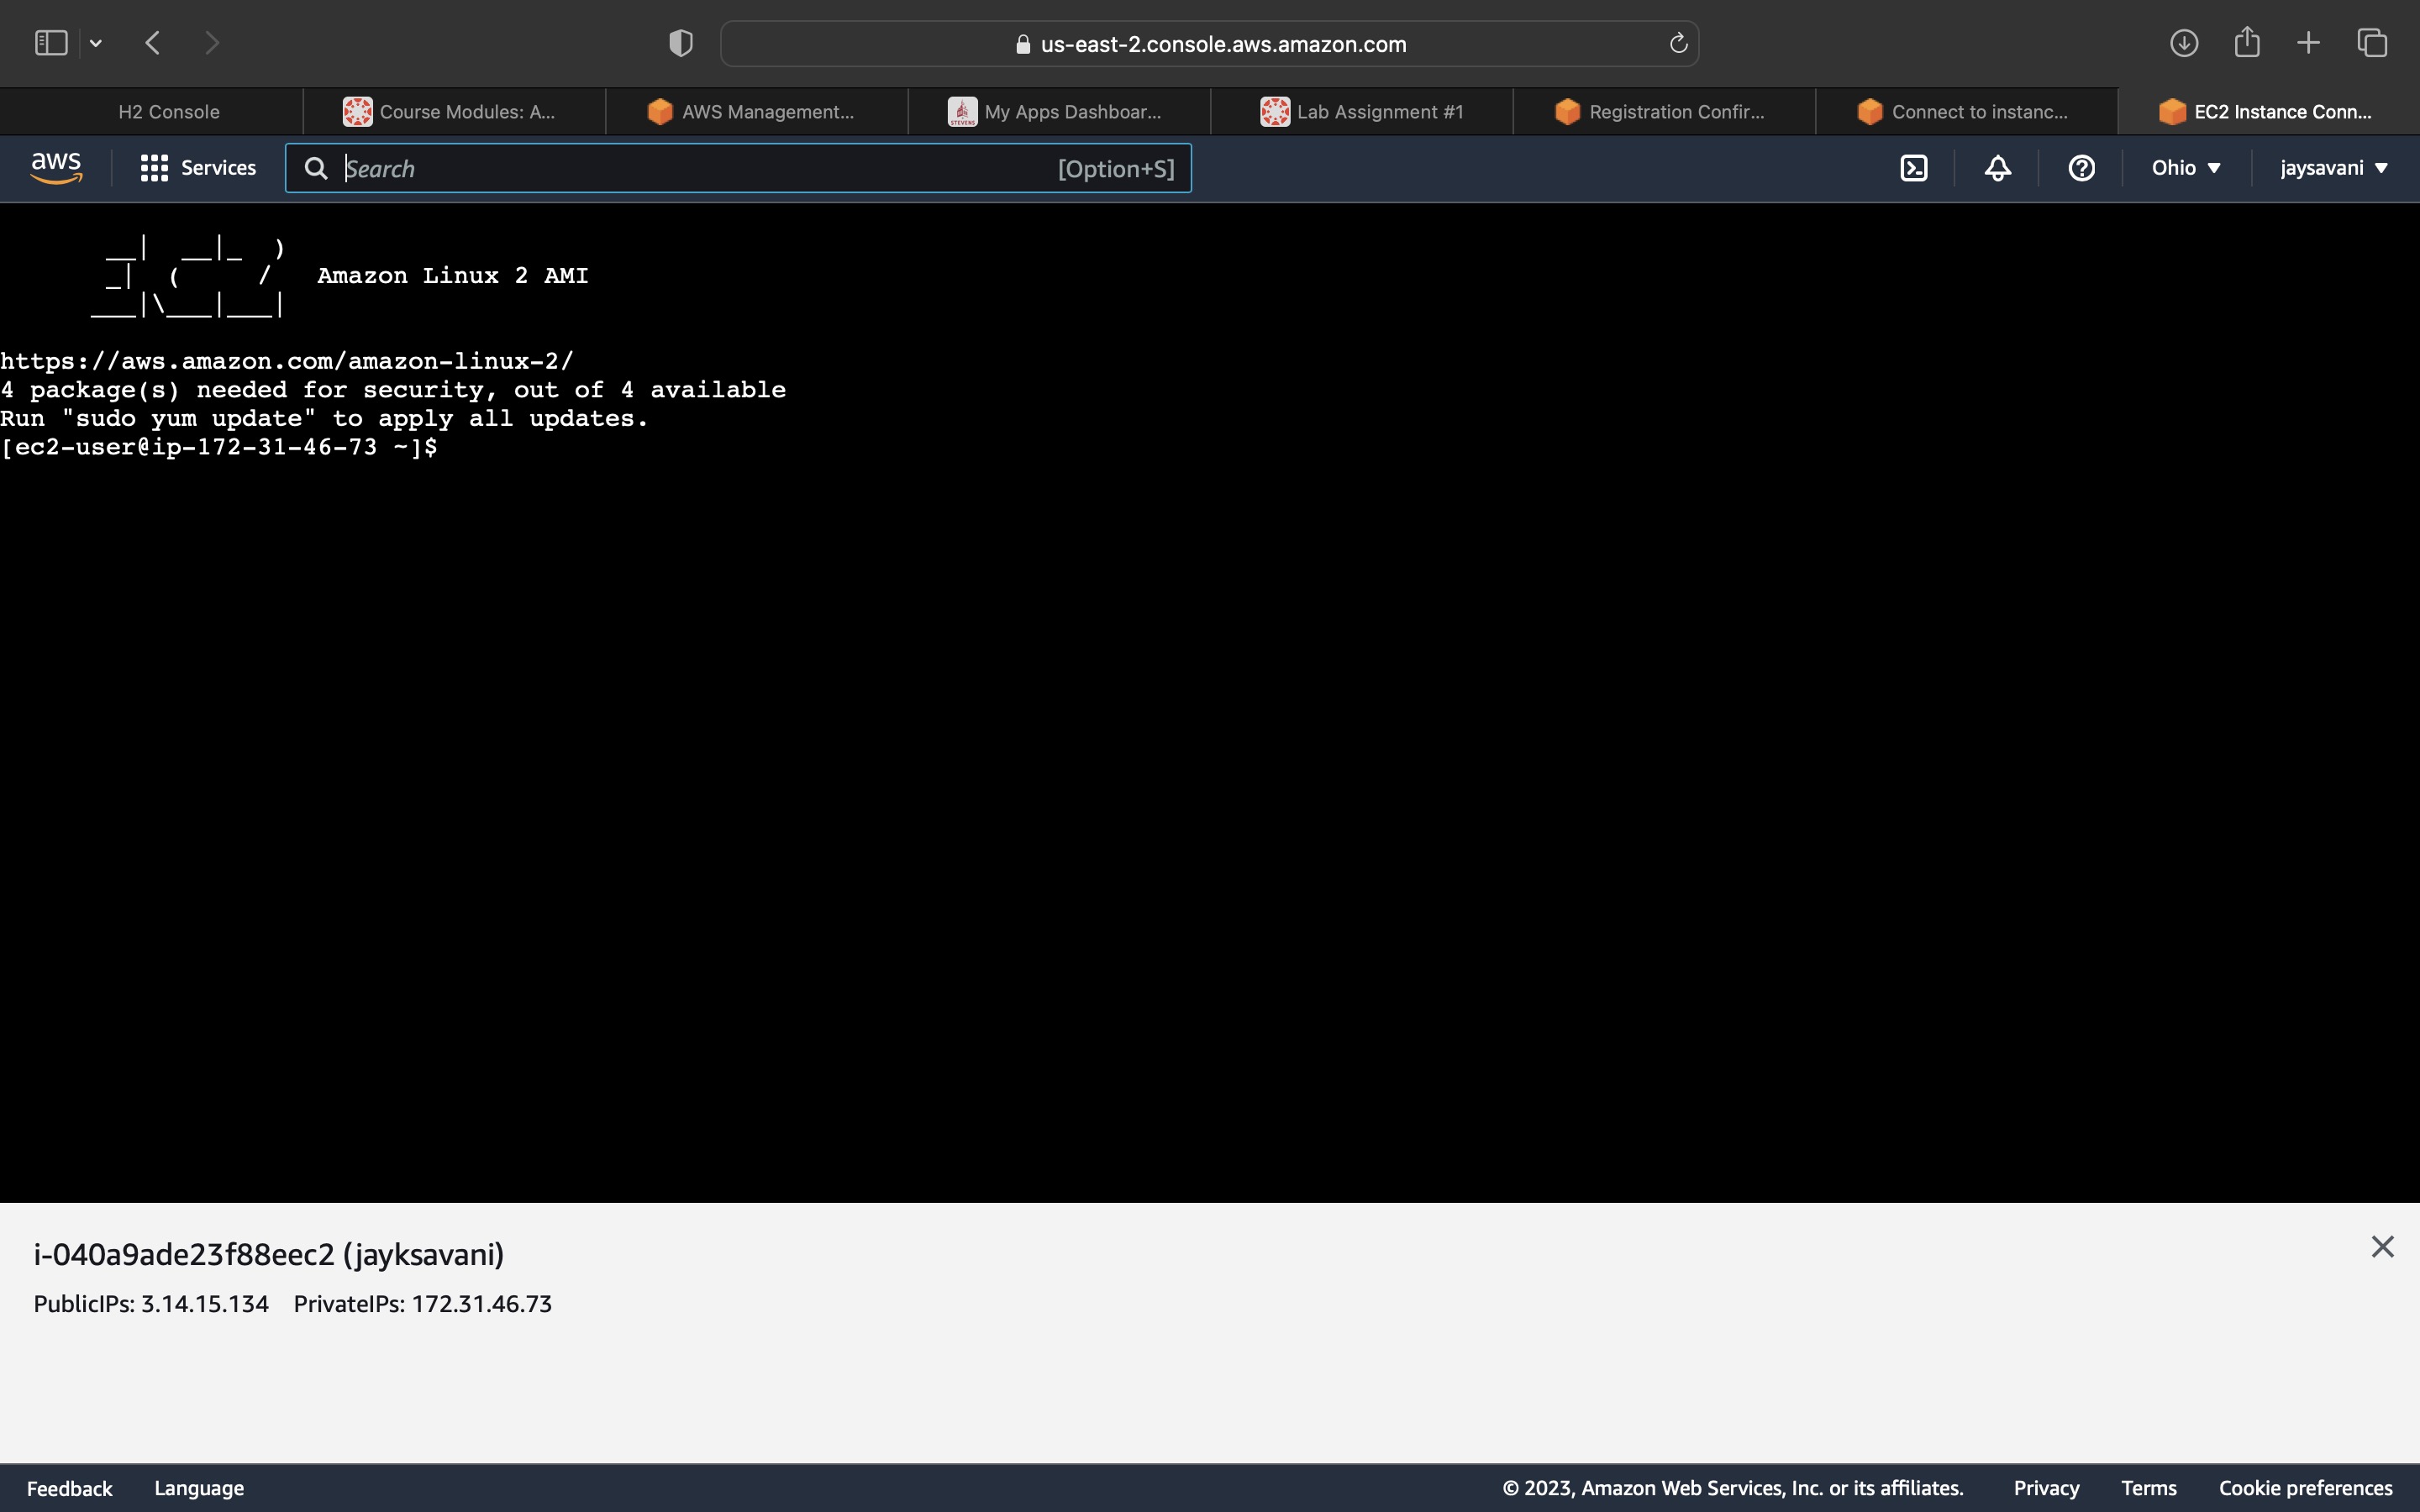 us-east-2.console.aws.amazon.com
H2 Console
Course Modules: A...
AWS Management...
STEVENS
My Apps Dashboar...
Lab Assignment #1
Registration Confir...
Connect to instanc...
EC2 Instance Conn...
aws
Services
Search
[Option+S]
Ohio
jaysavani
__|  __|_  )
_|  (     /   Amazon Linux 2 AMI
___|\___|___|
https://aws.amazon.com/amazon-linux-2/
4 package(s) needed for security, out of 4 available
Run "sudo yum update" to apply all updates.
[ec2-user@ip-172-31-46-73 ~]$
i-040a9ade23f88eec2 (jayksavani)
PublicIPs: 3.14.15.134 PrivateIPs: 172.31.46.73
Feedback
Language
© 2023, Amazon Web Services, Inc. or its affiliates.
Privacy
Terms
Cookie preferences